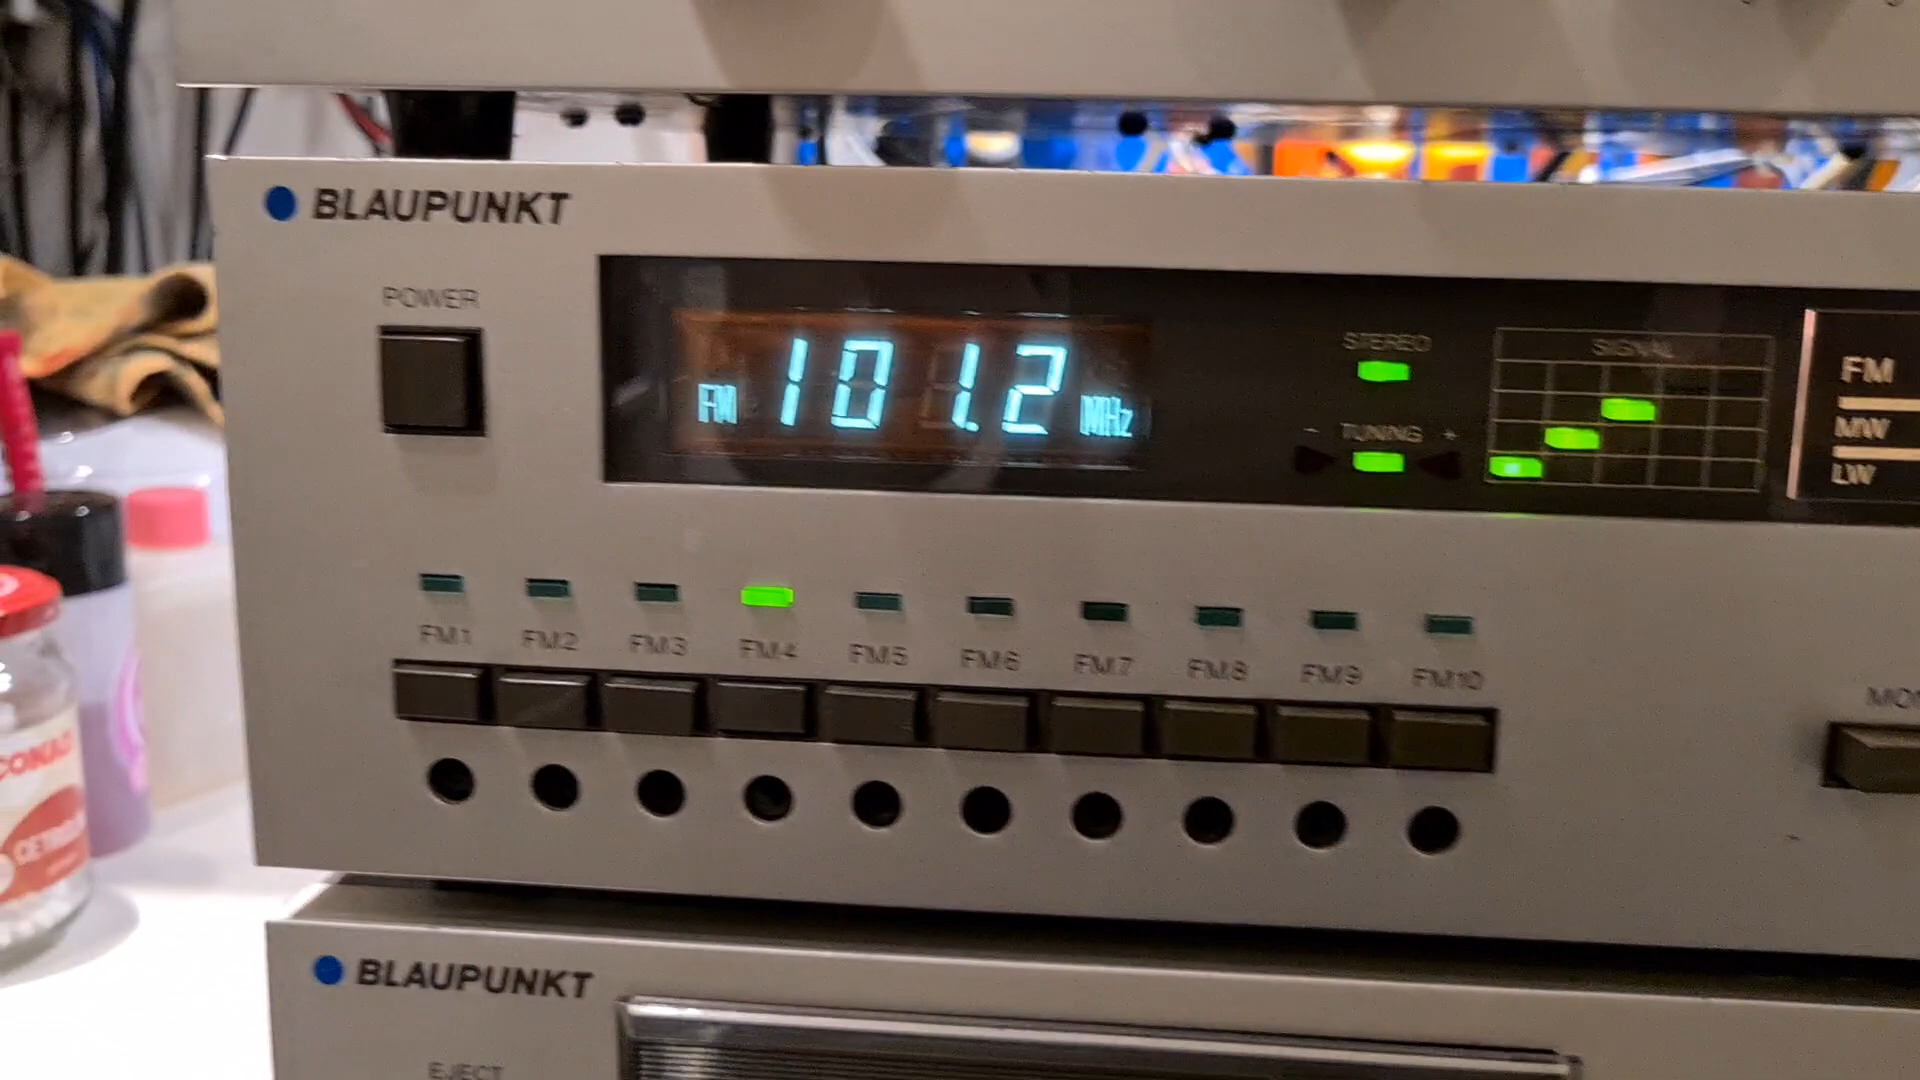 BLAUPUNKT
POWER
FM 101.2 MHz
STEREO
- TUNING +
SIGNAL
FM
MW
LW
FM1 FM2 FM3 FM4 FM5 FM6 FM7 FM8 FM9 FM10
BLAUPUNKT
EJECT